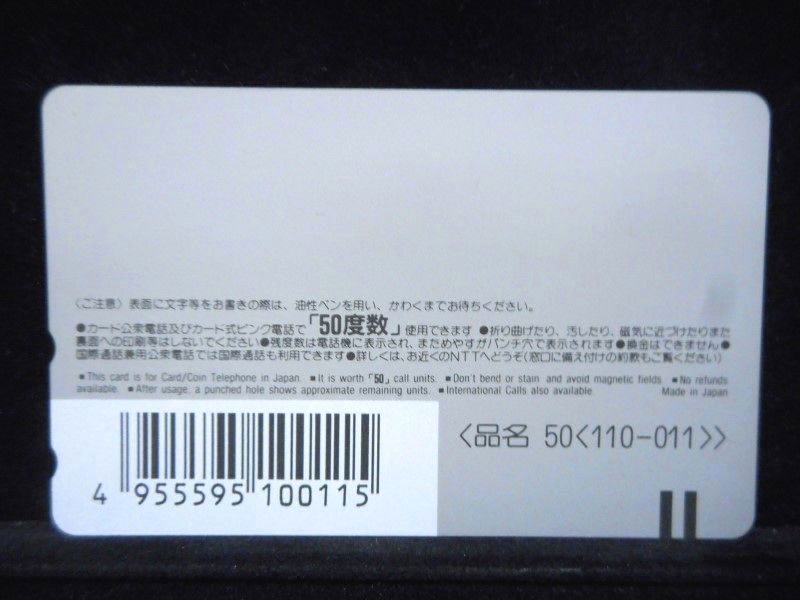 〈ご注意〉表面に文字等をお書きの際は、油性ペンを用い、かわくまでお待ちください。
●カード公衆電話及びカード式ピンク電話で「50度数」使用できます ●折り曲げたり、汚したり、磁気に近づけたりまた
裏面への印刷等はしないでください●残度数は電話機に表示され、まためやすがパンチ穴で表示されます●換金はできません●
国際通話兼用公衆電話では国際通話も利用できます●詳しくは、お近くのNTTへどうぞ(窓口に備え付けの約款もご覧ください)
■This card is for Card/Coin Telephone in Japan. ■It is worth「50」call units. ■Don't bend or stain and avoid magnetic fields. ■No refunds
available. ■After usage, a punched hole shows approximate remaining units. ■International Calls also available. Made in Japan
〈品名 50<110-011>〉
4 955595 100115